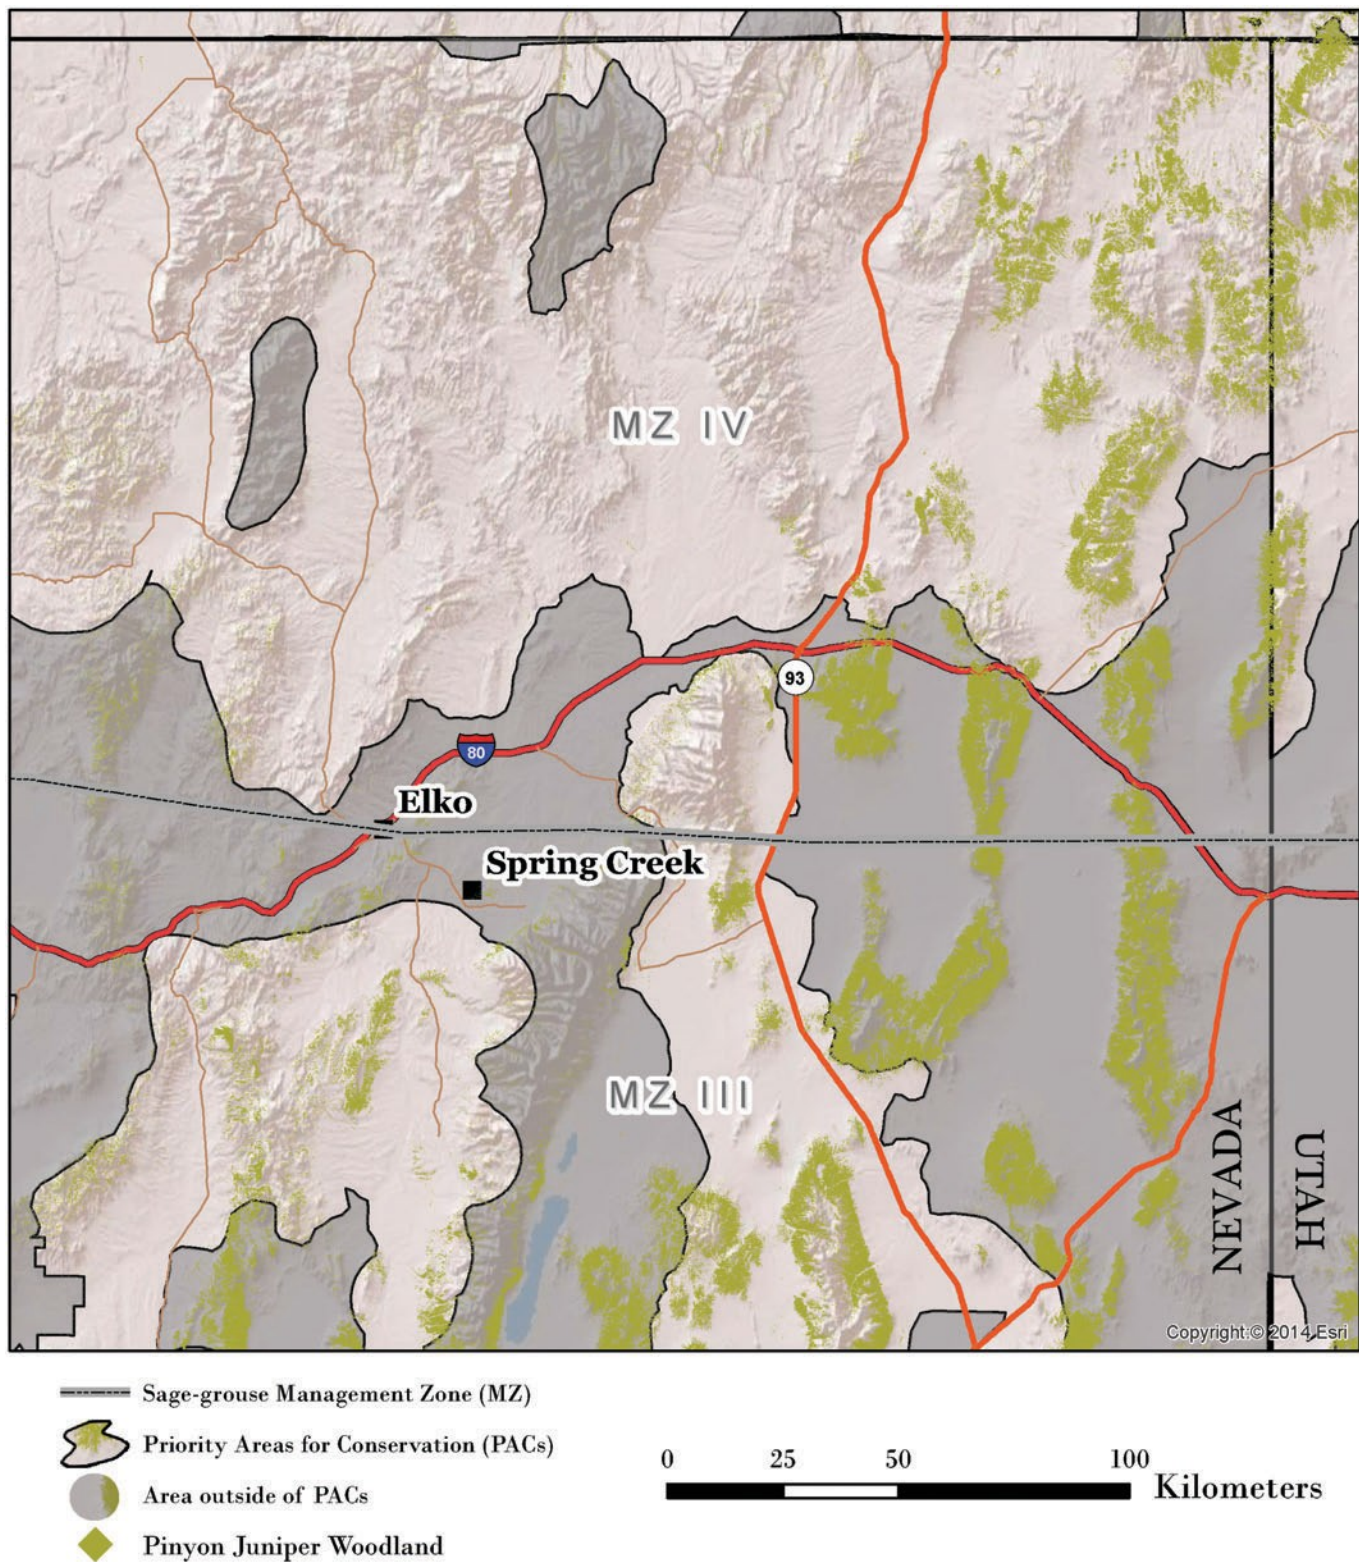 MZ IV
93
80
Elko
Spring Creek
MZ III
NEVADA
UTAH
Copyright:© 2014 Esri
Sage-grouse Management Zone (MZ)
Priority Areas for Conservation (PACs)
Area outside of PACs
Pinyon Juniper Woodland
0 25 50 100
Kilometers